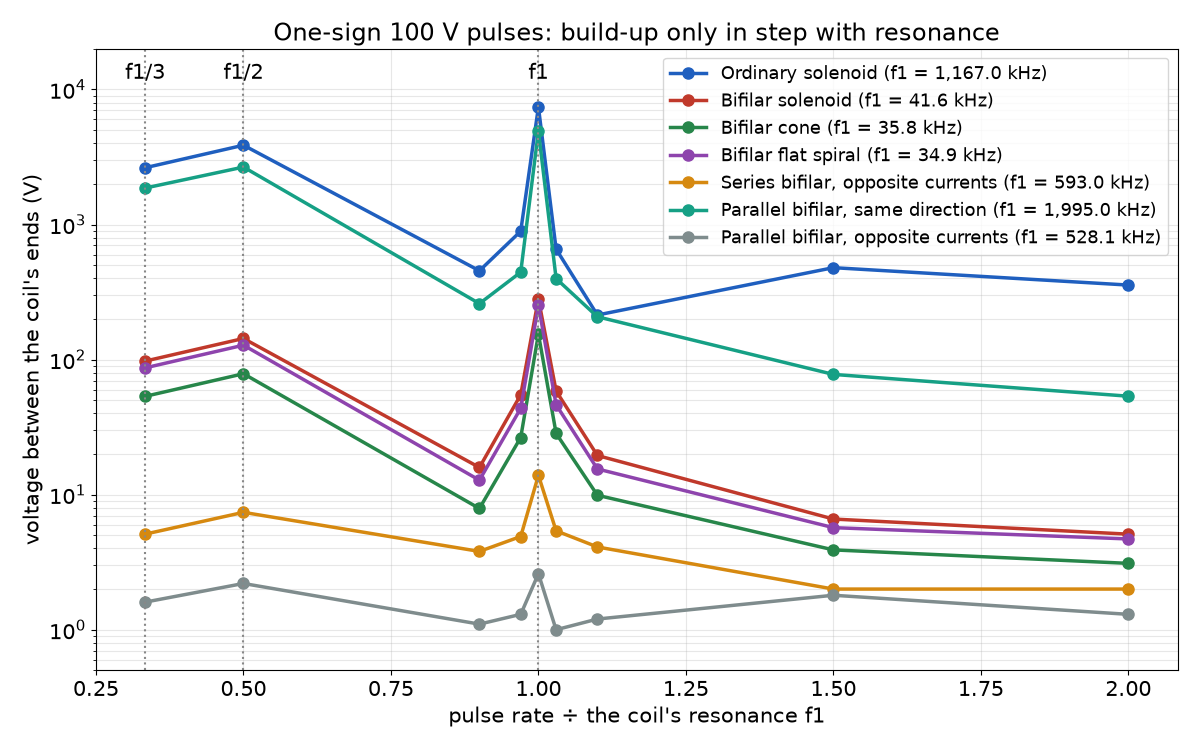 One-sign 100 V pulses: build-up only in step with resonance
f1/3
f1/2
f1
Ordinary solenoid (f1 = 1,167.0 kHz)
Bifilar solenoid (f1 = 41.6 kHz)
Bifilar cone (f1 = 35.8 kHz)
Bifilar flat spiral (f1 = 34.9 kHz)
Series bifilar, opposite currents (f1 = 593.0 kHz)
Parallel bifilar, same direction (f1 = 1,995.0 kHz)
Parallel bifilar, opposite currents (f1 = 528.1 kHz)
voltage between the coil's ends (V)
10⁴
10³
10²
10¹
10⁰
0.25
0.50
0.75
1.00
1.25
1.50
1.75
2.00
pulse rate ÷ the coil's resonance f1